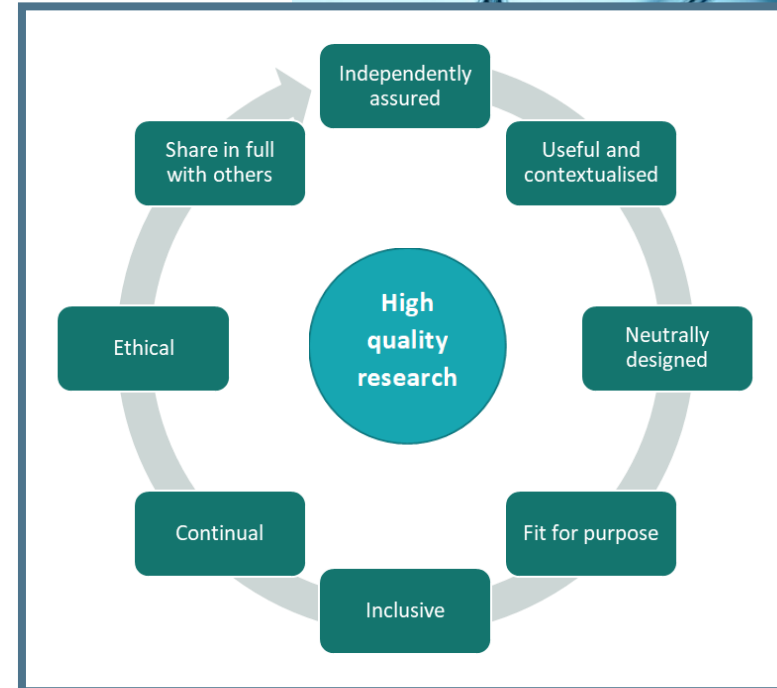 Independently
assured
Useful and
contextualised
Neutrally
designed
Fit for purpose
Inclusive
Continual
Ethical
Share in full
with others
High
quality
research